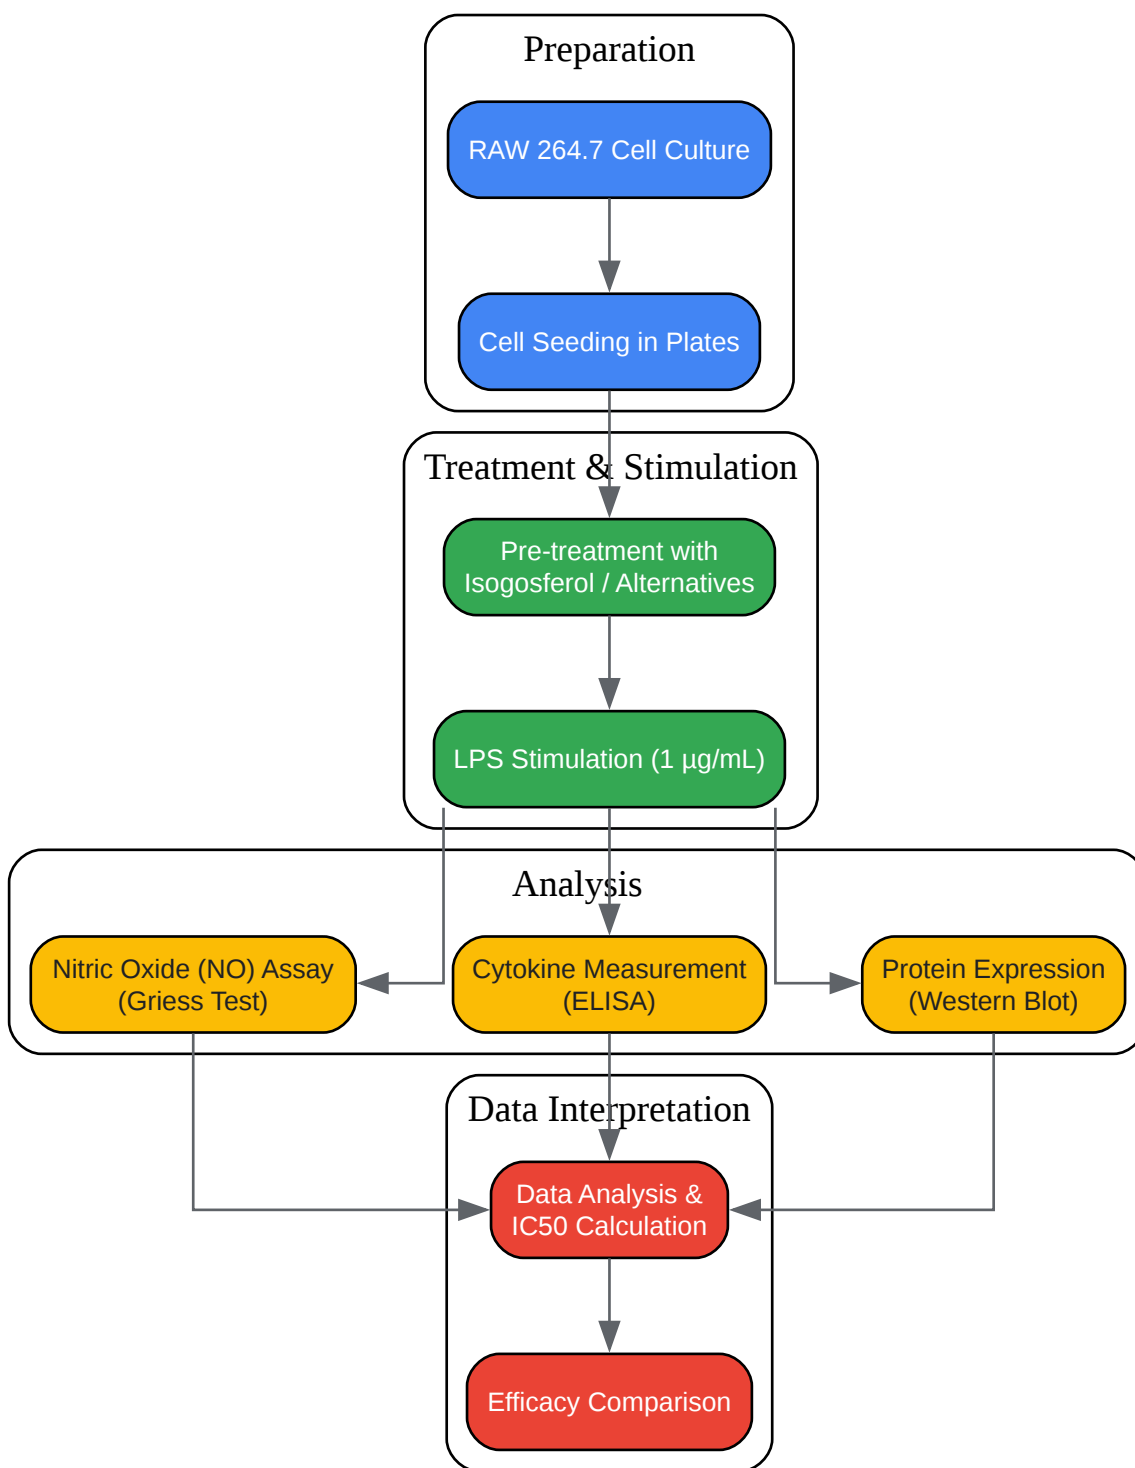 Preparation
RAW 264.7 Cell Culture
Cell Seeding in Plates
Treatment & Stimulation
Pre-treatment with
Isogosferol / Alternatives
LPS Stimulation (1 µg/mL)
Analysis
Nitric Oxide (NO) Assay
(Griess Test)
Cytokine Measurement
(ELISA)
Protein Expression
(Western Blot)
Data Interpretation
Data Analysis &
IC50 Calculation
Efficacy Comparison